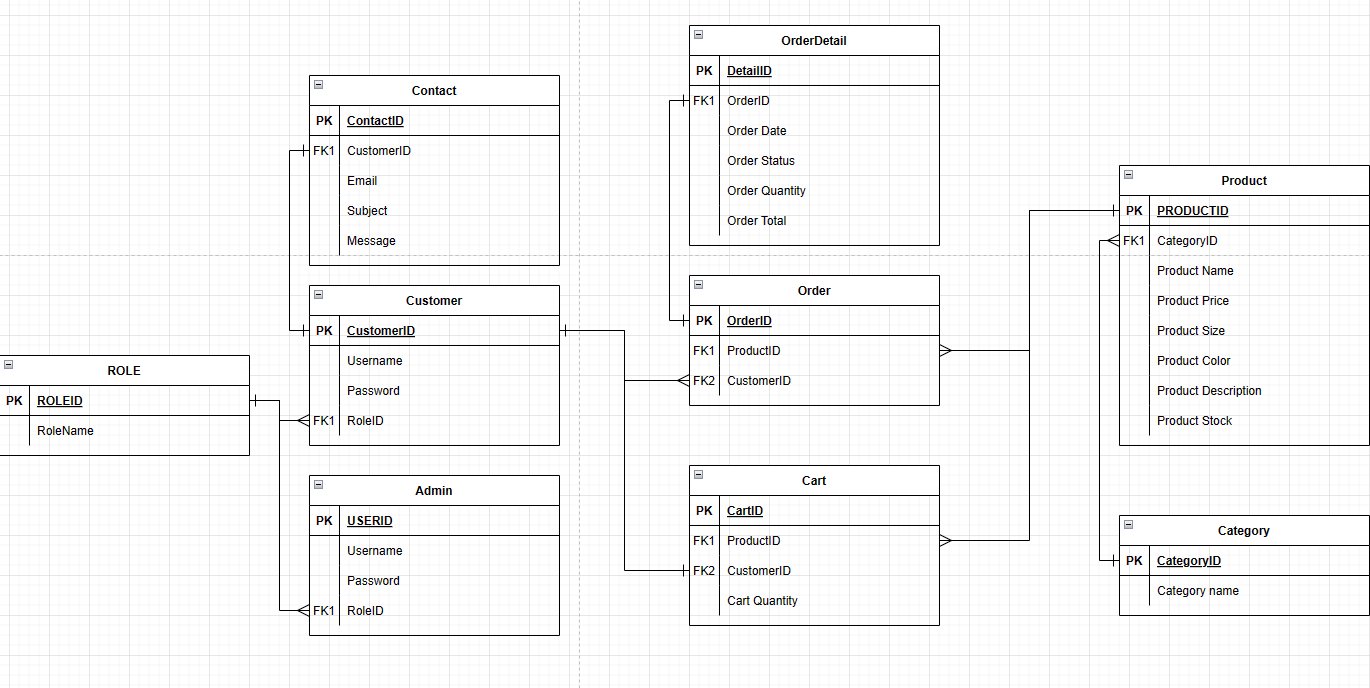 OrderDetail
PK DetailID
FK1 OrderID
Order Date
Order Status
Order Quantity
Order Total
Contact
PK ContactID
FK1 CustomerID
Email
Subject
Message
Product
PK PRODUCTID
FK1 CategoryID
Product Name
Product Price
Product Size
Product Color
Product Description
Product Stock
Order
PK OrderID
FK1 ProductID
FK2 CustomerID
Customer
PK CustomerID
Username
Password
FK1 RoleID
ROLE
PK ROLEID
RoleName
Admin
PK USERID
Username
Password
FK1 RoleID
Cart
PK CartID
FK1 ProductID
FK2 CustomerID
Cart Quantity
Category
PK CategoryID
Category name